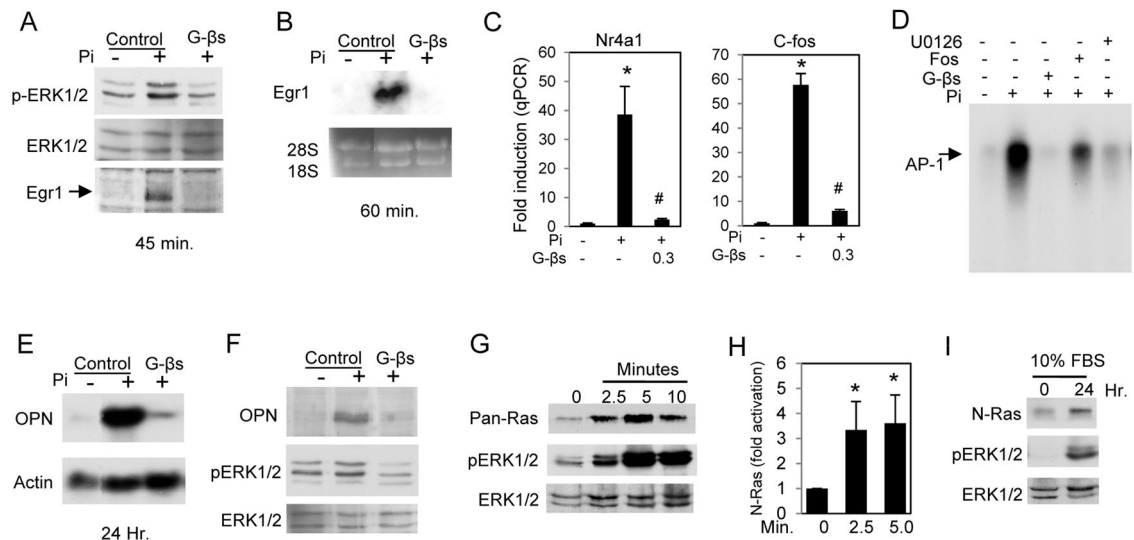 A
Control G-βs
Pi - + +
p-ERK1/2
ERK1/2
Egr1
45 min.
B
Control G-βs
Pi - + +
Egr1
28S
18S
60 min.
C
Nr4a1
Fold induction (qPCR)
60
50
40
30
20
10
0
*
#
Pi - + +
G-βs - - 0.3
C-fos
70
60
50
40
30
20
10
0
*
#
Pi - + +
G-βs - - 0.3
D
U0126 - - - - +
Fos - - - + -
G-βs - - + - -
Pi - + + + +
AP-1
E
Control G-βs
Pi - + +
OPN
Actin
24 Hr.
F
Control G-βs
- + +
OPN
pERK1/2
ERK1/2
G
Minutes
0 2.5 5 10
Pan-Ras
pERK1/2
ERK1/2
H
N-Ras (fold activation)
6
5
4
3
2
1
0
* *
Min. 0 2.5 5.0
I
10% FBS
0 24 Hr.
N-Ras
pERK1/2
ERK1/2